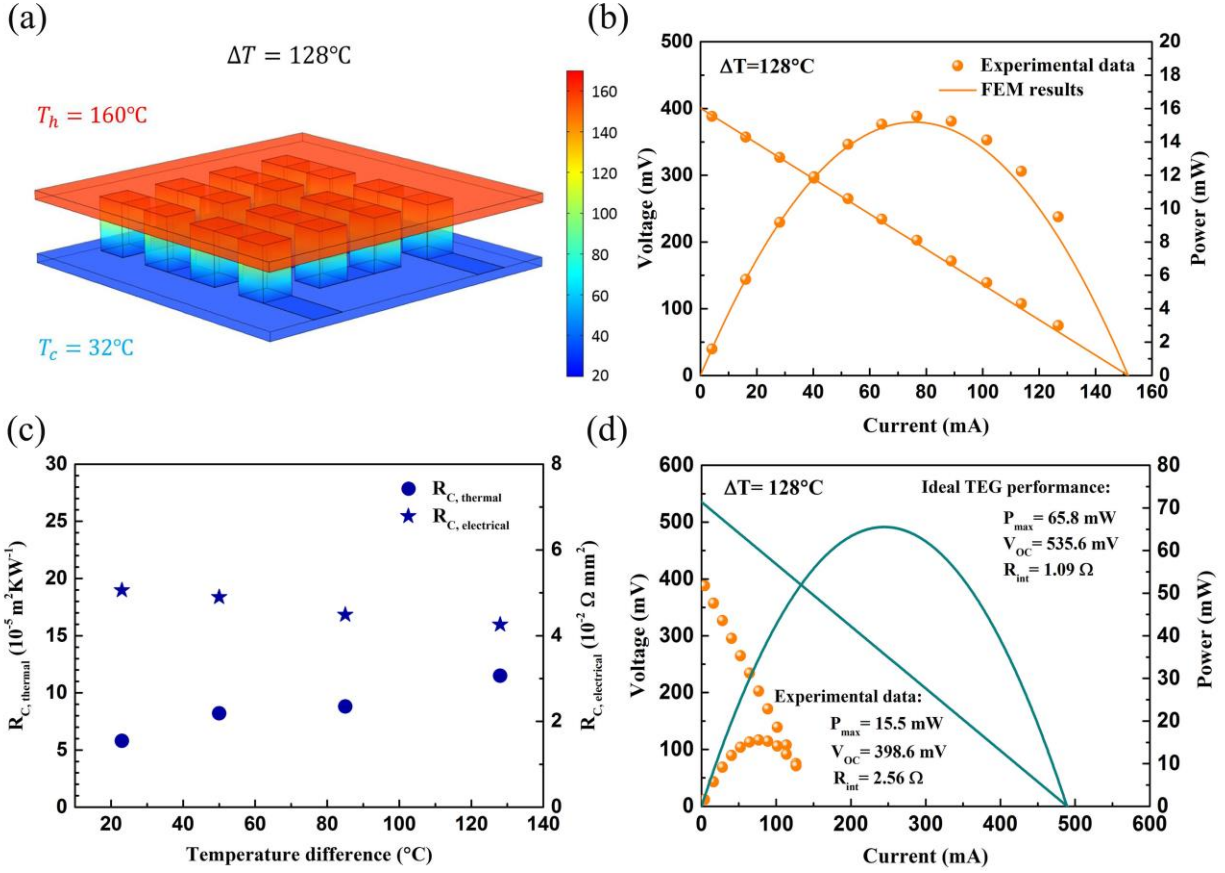 (a)
ΔT = 128°C
T_h = 160°C
T_c = 32°C
160
140
120
100
80
60
40
20
(b)
ΔT=128°C
Experimental data
FEM results
500
400
300
200
100
0
Voltage (mV)
20
18
16
14
12
10
8
6
4
2
0
Power (mW)
0 20 40 60 80 100 120 140 160
Current (mA)
(c)
R_C, thermal
R_C, electrical
30
25
20
15
10
5
0
R_C, thermal (10⁻⁵ m²KW⁻¹)
8
6
4
2
0
R_C, electrical (10⁻² Ω mm²)
20 40 60 80 100 120 140
Temperature difference (°C)
(d)
ΔT= 128°C
Ideal TEG performance:
P_max= 65.8 mW
V_OC= 535.6 mV
R_int= 1.09 Ω
Experimental data:
P_max= 15.5 mW
V_OC= 398.6 mV
R_int= 2.56 Ω
600
500
400
300
200
100
0
Voltage (mV)
80
70
60
50
40
30
20
10
0
Power (mW)
0 100 200 300 400 500 600
Current (mA)